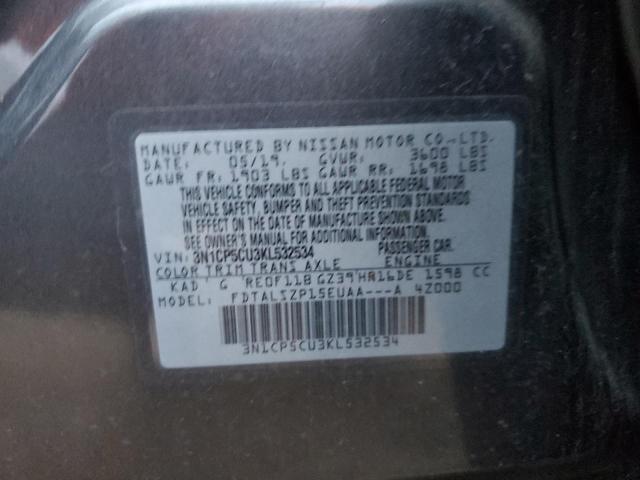 MANUFACTURED BY NISSAN MOTOR CO.,LTD.
DATE: 05/19. GVWR: 3600 LBS
GAWR FR: 1903 LBS GAWR RR: 1698 LBS
THIS VEHICLE CONFORMS TO ALL APPLICABLE FEDERAL MOTOR
VEHICLE SAFETY, BUMPER AND THEFT PREVENTION STANDARDS
IN EFFECT ON THE DATE OF MANUFACTURE SHOWN ABOVE.
SEE OWNER'S MANUAL FOR ADDITIONAL INFORMATION.
VIN: 3N1CP5CU3KL532534 PASSENGER CAR.
COLOR TRIM TRANS AXLE ENGINE
KAD G RE0F11B GZ39 HR16DE 1598 CC
MODEL: FDTALSZP15EUAA---A 4Z000
3N1CP5CU3KL532534